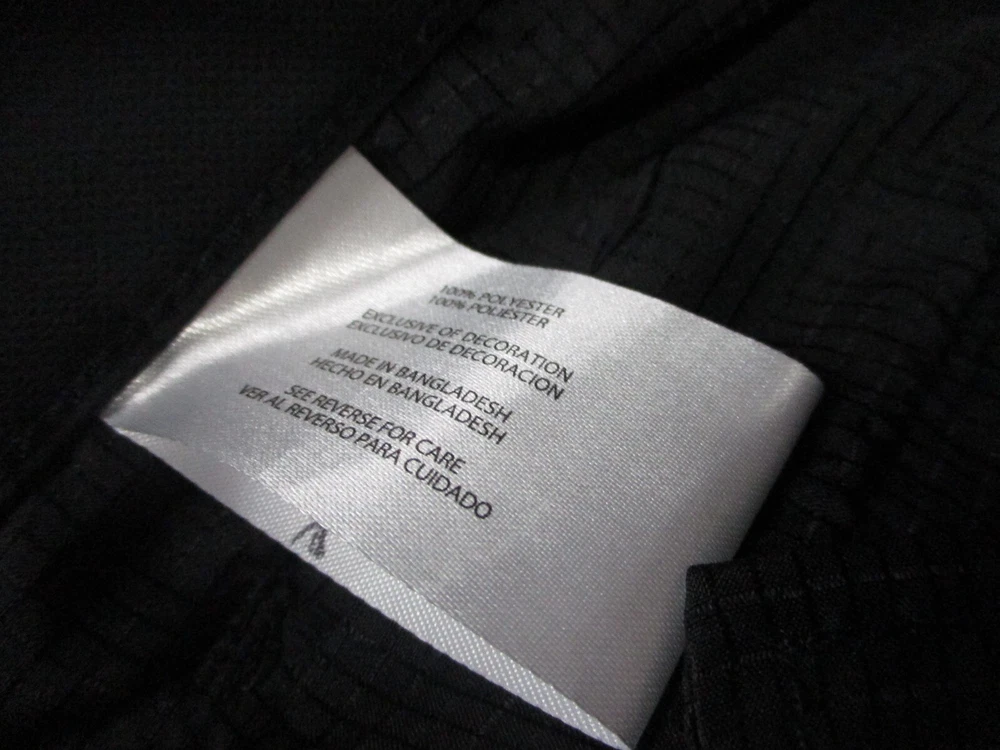 100% POLYESTER
100% POLIÉSTER
EXCLUSIVE OF DECORATION
EXCLUSIVO DE DECORACION
MADE IN BANGLADESH
HECHO EN BANGLADESH
SEE REVERSE FOR CARE
VER AL REVERSO PARA CUIDADO